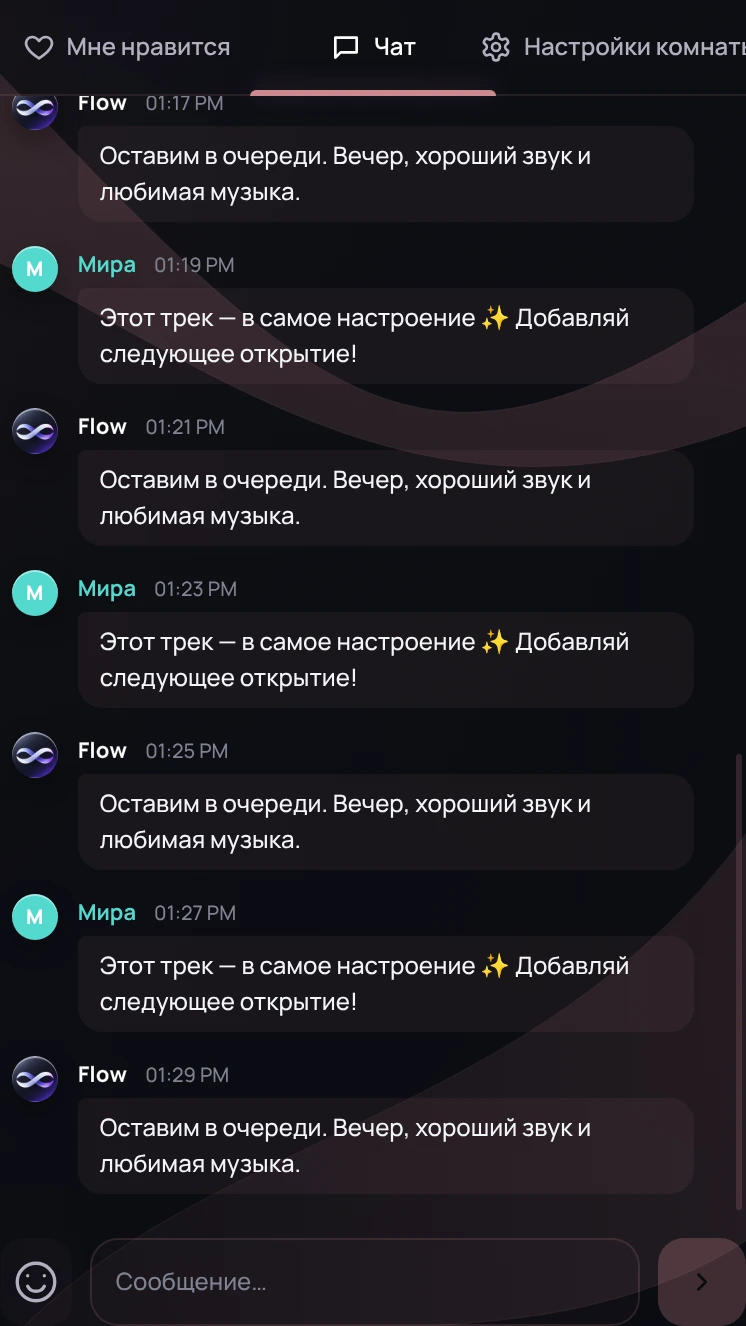 Мне нравится
Чат
Настройки комнаты
Flow 01:17 PM
Оставим в очереди. Вечер, хороший звук и
любимая музыка.
М
Мира 01:19 PM
Этот трек — в самое настроение ✨ Добавляй
следующее открытие!
Flow 01:21 PM
Оставим в очереди. Вечер, хороший звук и
любимая музыка.
М
Мира 01:23 PM
Этот трек — в самое настроение ✨ Добавляй
следующее открытие!
Flow 01:25 PM
Оставим в очереди. Вечер, хороший звук и
любимая музыка.
М
Мира 01:27 PM
Этот трек — в самое настроение ✨ Добавляй
следующее открытие!
Flow 01:29 PM
Оставим в очереди. Вечер, хороший звук и
любимая музыка.
Сообщение…